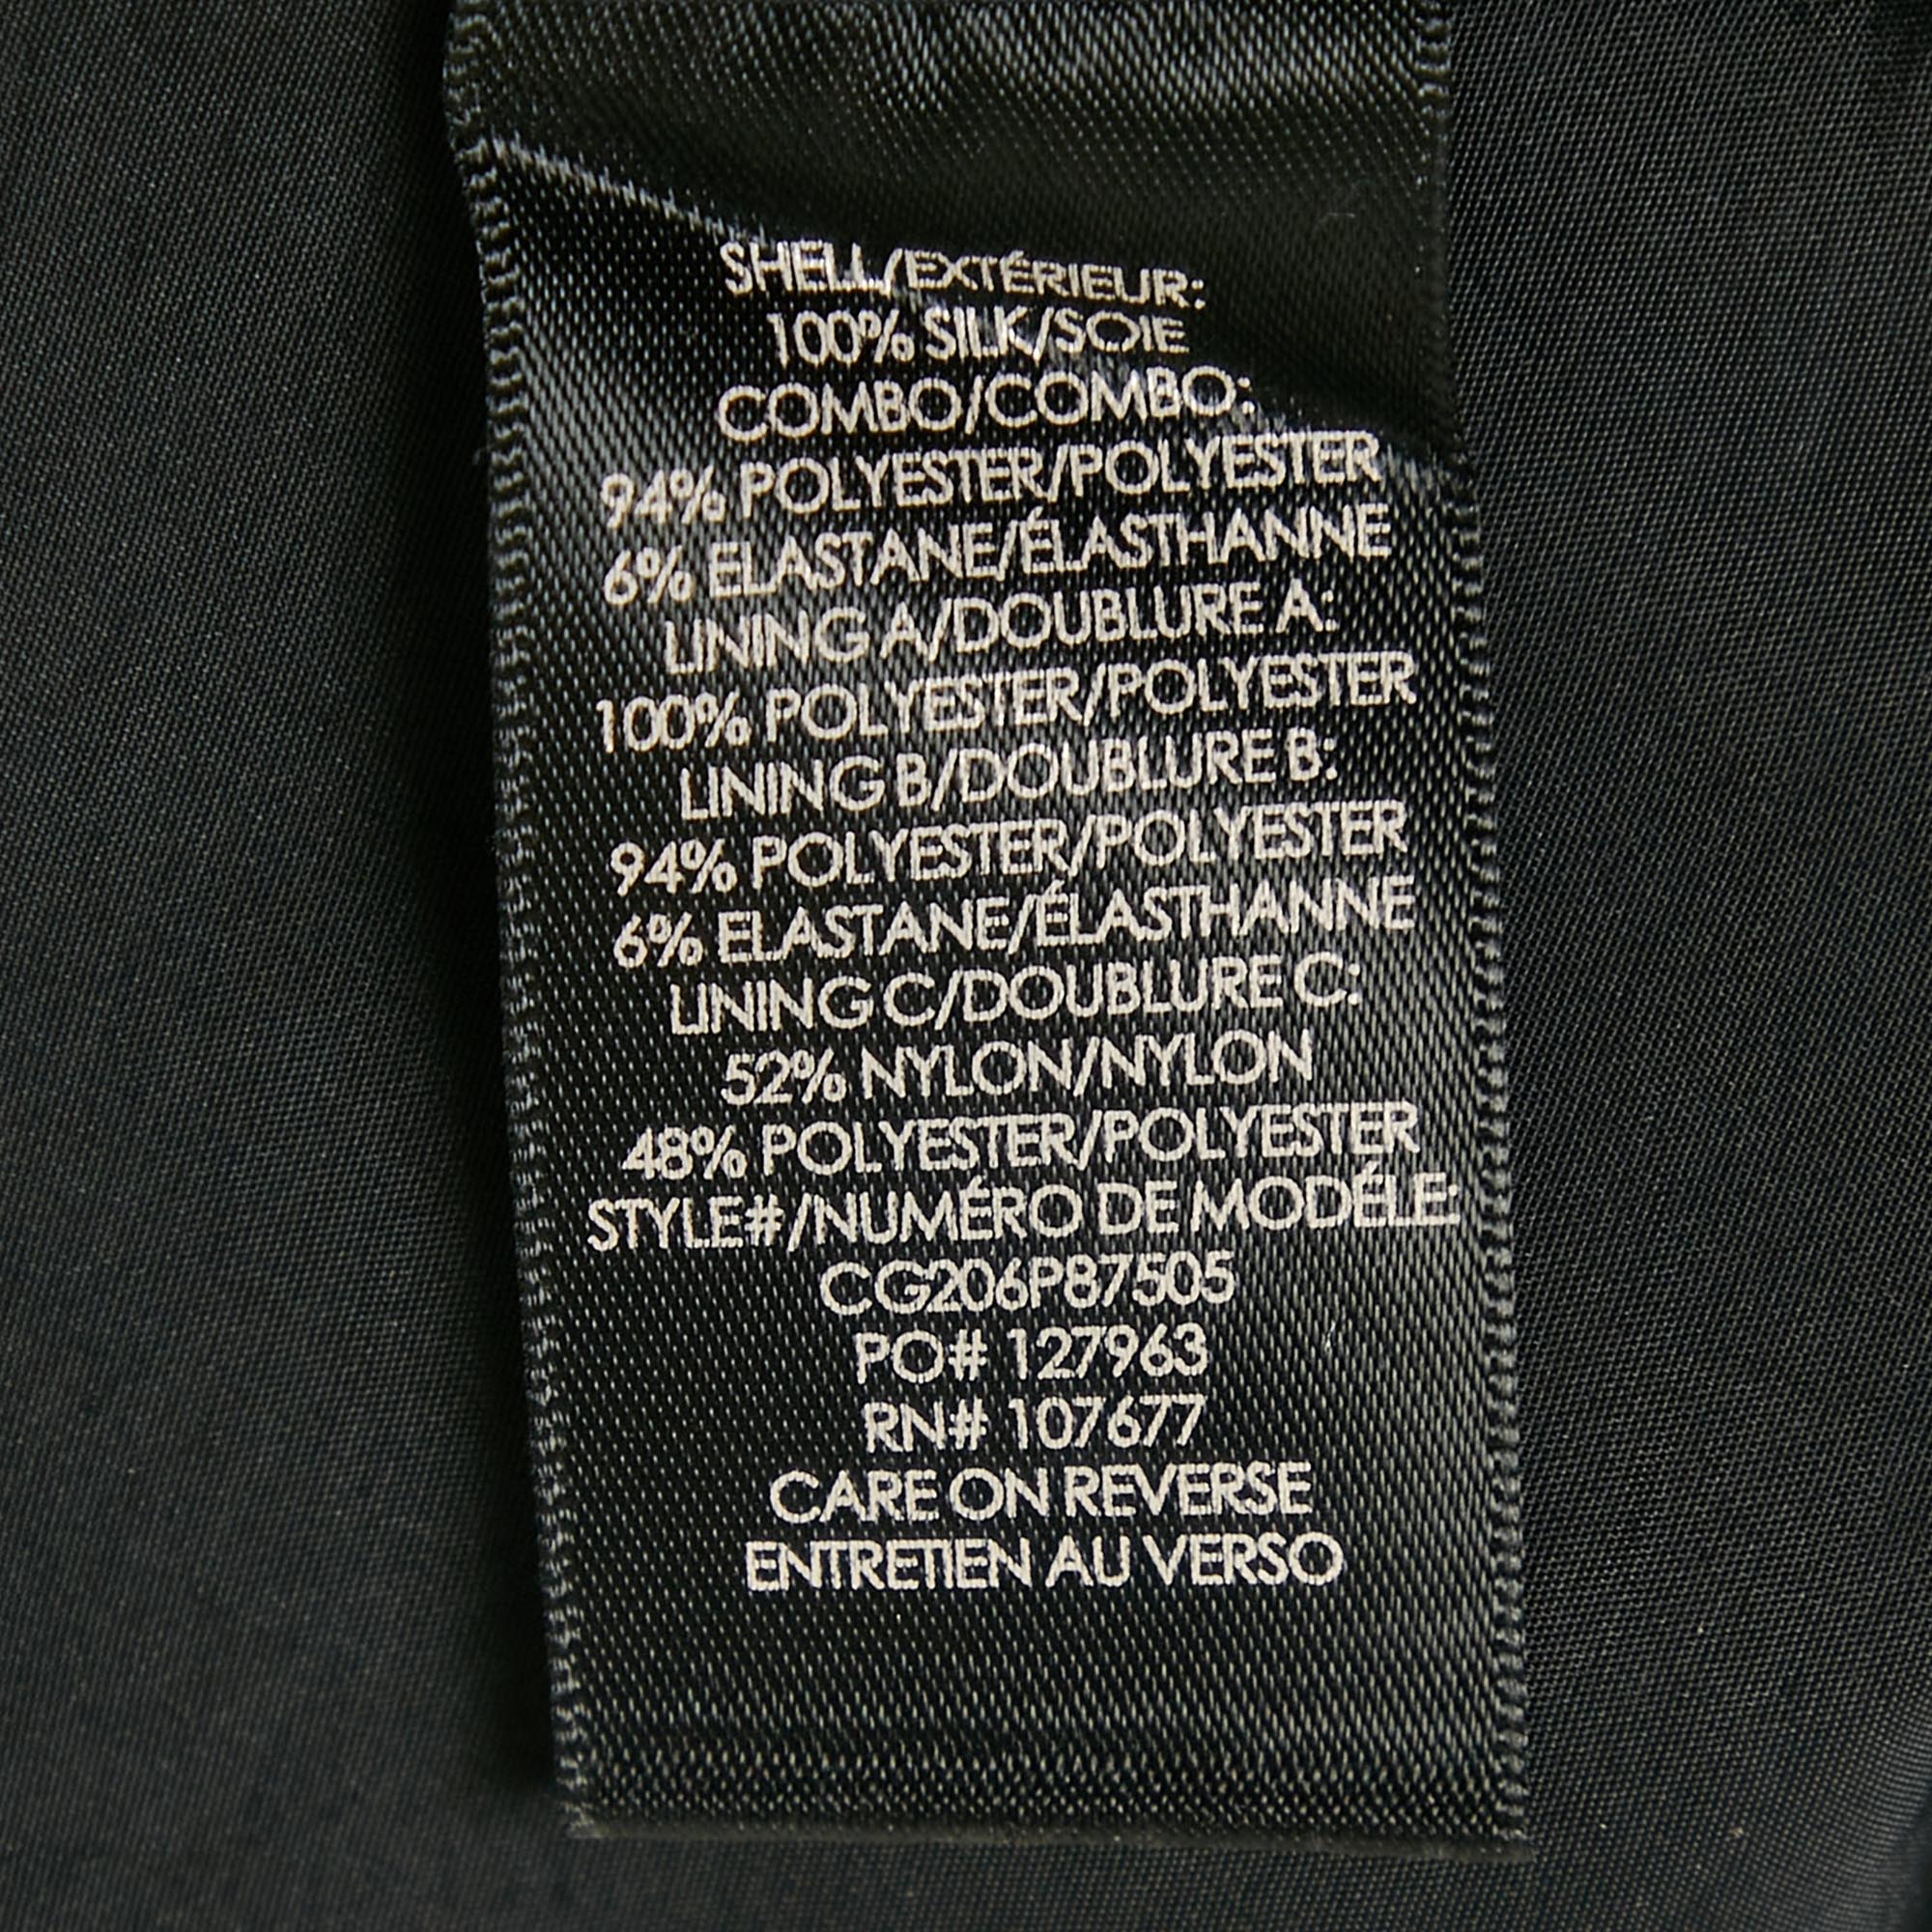 SHELL/EXTÉRIEUR:
100% SILK/SOIE
COMBO/COMBO:
94% POLYESTER/POLYESTER
6% ELASTANE/ÉLASTHANNE
LINING A/DOUBLURE A:
100% POLYESTER/POLYESTER
LINING B/DOUBLURE B:
94% POLYESTER/POLYESTER
6% ELASTANE/ÉLASTHANNE
LINING C/DOUBLURE C:
52% NYLON/NYLON
48% POLYESTER/POLYESTER
STYLE#/NUMÉRO DE MODÉLE:
CG206P87505
PO# 127963
RN# 107677
CARE ON REVERSE
ENTRETIEN AU VERSO